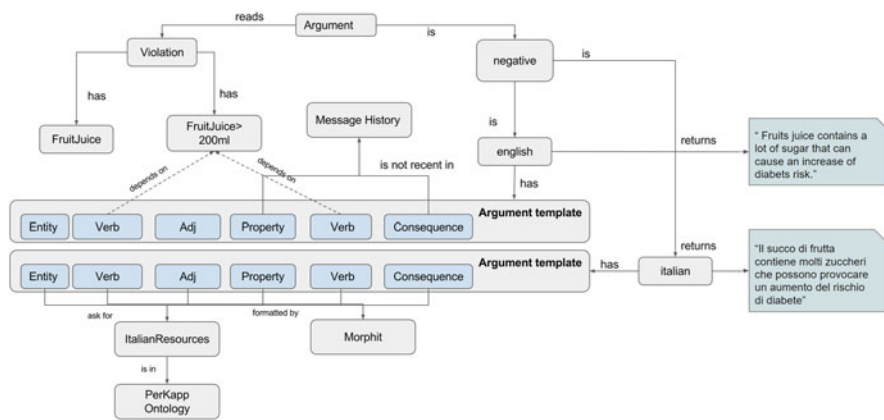 reads
Argument
is
Violation
negative
is
has
has
is
Message History
FruitJuice
FruitJuice>
200ml
english
returns
" Fruits juice contains a
lot of sugar that can
cause an increase of
diabets risk."
is not recent in
depends on
depends on
has
Argument template
Entity
Verb
Adj
Property
Verb
Consequence
Argument template
Entity
Verb
Adj
Property
Verb
Consequence
has
italian
returns
"Il succo di frutta
contiene molti zuccheri
che possono provocare
un aumento del rischio
di diabete"
ask for
formatted by
ItalianResources
Morphit
is in
PerKapp
Ontology